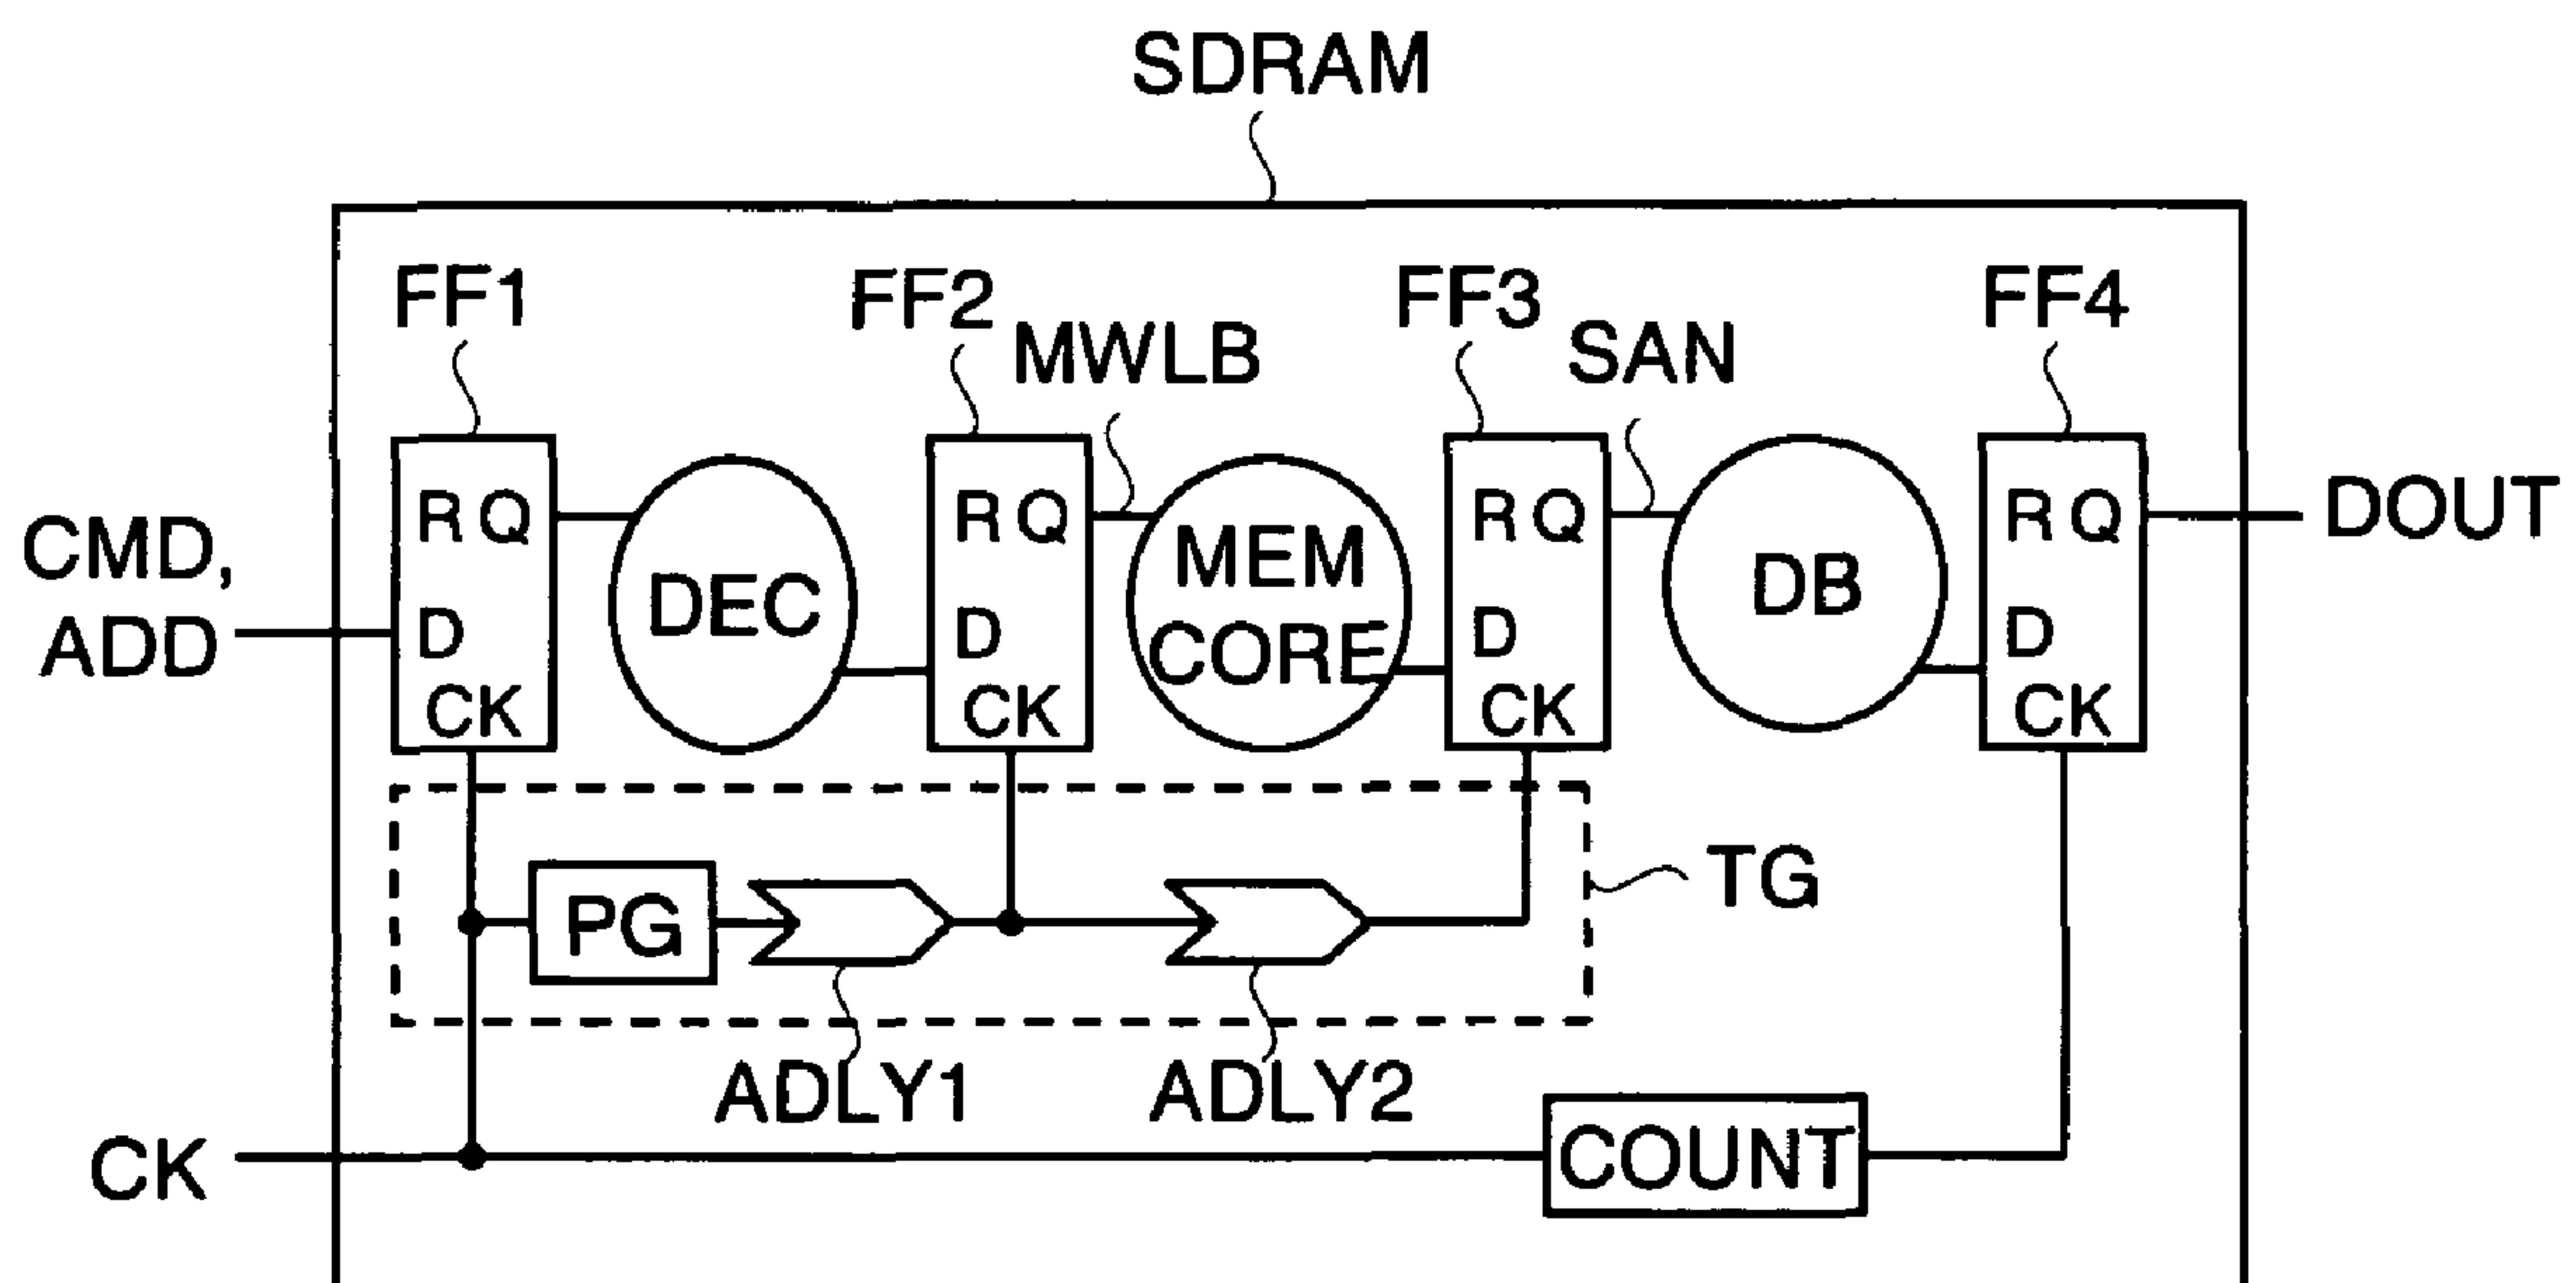 SDRAM
FF1
FF2
MWLB
FF3
SAN
FF4
R Q
D
CK
DEC
R Q
D
CK
MEM
CORE
R Q
D
CK
DB
R Q
D
CK
CMD,
ADD
DOUT
PG
TG
ADLY1
ADLY2
CK
COUNT